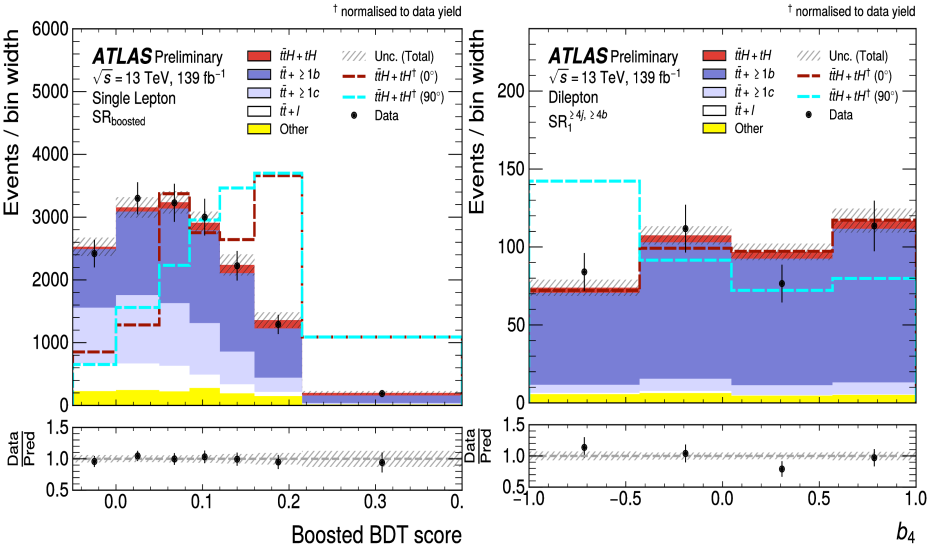 † normalised to data yield
Events / bin width
6000
5000
4000
3000
2000
1000
0
ATLAS Preliminary
√s = 13 TeV, 139 fb⁻¹
Single Lepton
SR_boosted
tt̄H + tH
tt̄ + ≥1b
tt̄ + ≥1c
tt̄ + l
Other
Unc. (Total)
tt̄H + tH† (0°)
tt̄H + tH† (90°)
Data
Data
Pred
1.5
1.0
0.5
0.0
0.1
0.2
0.3
0.
Boosted BDT score
† normalised to data yield
Events / bin width
200
150
100
50
0
ATLAS Preliminary
√s = 13 TeV, 139 fb⁻¹
Dilepton
SR₁^≥4j, ≥4b
tt̄H + tH
tt̄ + ≥1b
tt̄ + ≥1c
tt̄ + l
Other
Unc. (Total)
tt̄H + tH† (0°)
tt̄H + tH† (90°)
Data
Data
Pred
1.5
1.0
0.5
−1.0
−0.5
0.0
0.5
1.0
b₄